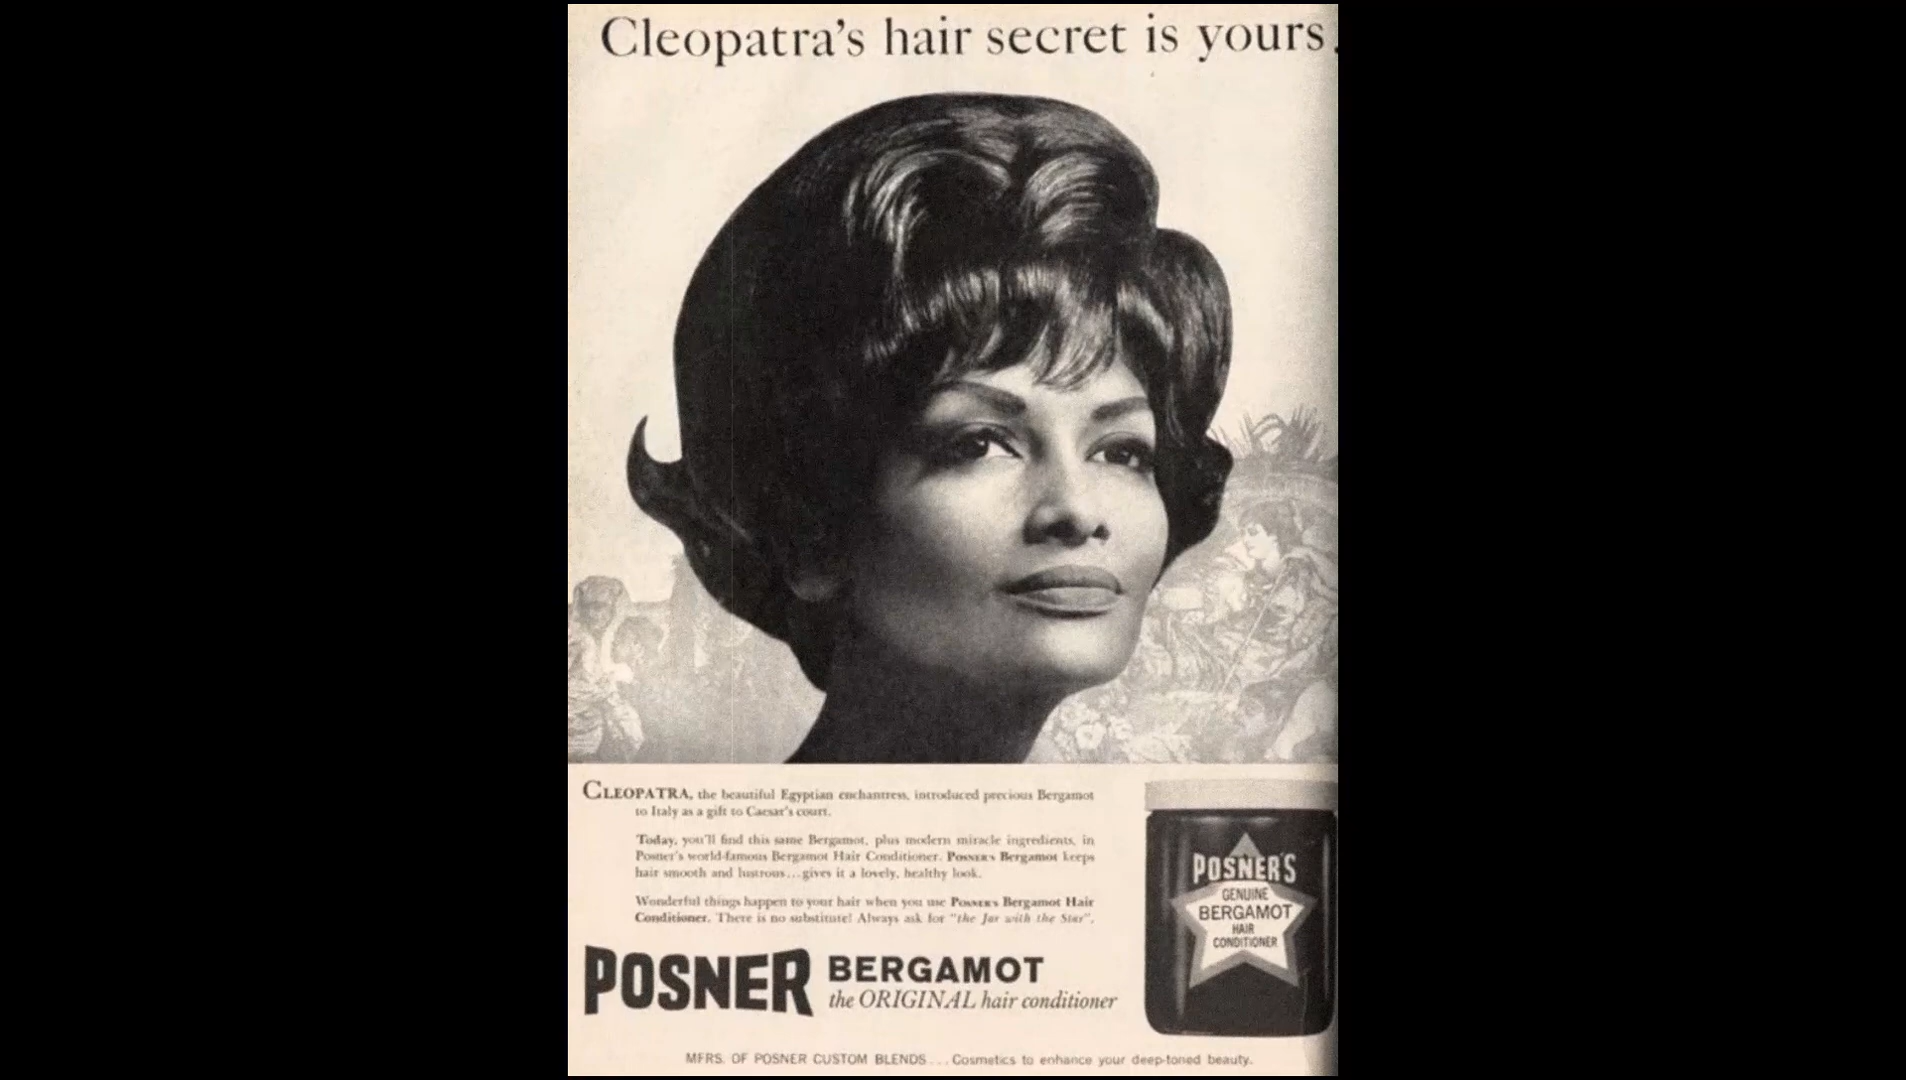 Cleopatra's hair secret is yours.
CLEOPATRA, the beautiful Egyptian enchantress, introduced precious Bergamot
to Italy as a gift to Caesar's court.
Today, you'll find this same Bergamot, plus modern miracle ingredients, in
Posner's world-famous Bergamot Hair Conditioner. POSNER'S Bergamot keeps
hair smooth and lustrous...gives it a lovely, healthy look.
Wonderful things happen to your hair when you use POSNER'S Bergamot Hair
Conditioner. There is no substitute! Always ask for "the Jar with the Star".
POSNER'S
GENUINE
BERGAMOT
HAIR
CONDITIONER
POSNER BERGAMOT
the ORIGINAL hair conditioner
MFRS. OF POSNER CUSTOM BLENDS... Cosmetics to enhance your deep-toned beauty.